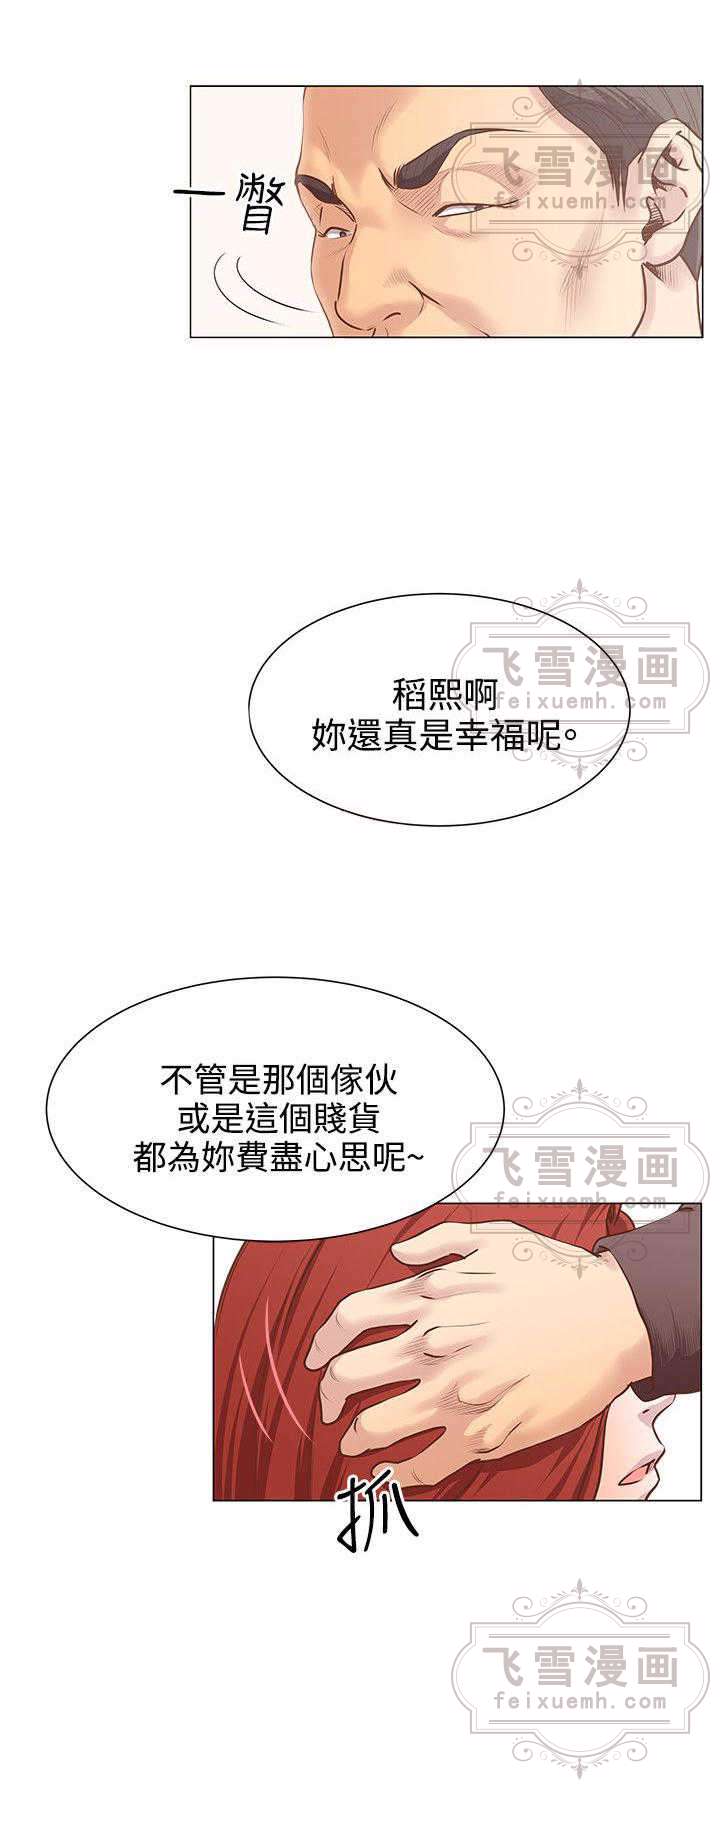 一瞥
飞雪漫画
feixuemh.com
稻熙啊
妳還真是幸福呢。
飞雪漫画
feixuemh.com
不管是那個傢伙
或是這個賤貨
都為妳費盡心思呢~
飞雪漫画
feixuemh.com
抓
飞雪漫画
feixuemh.com